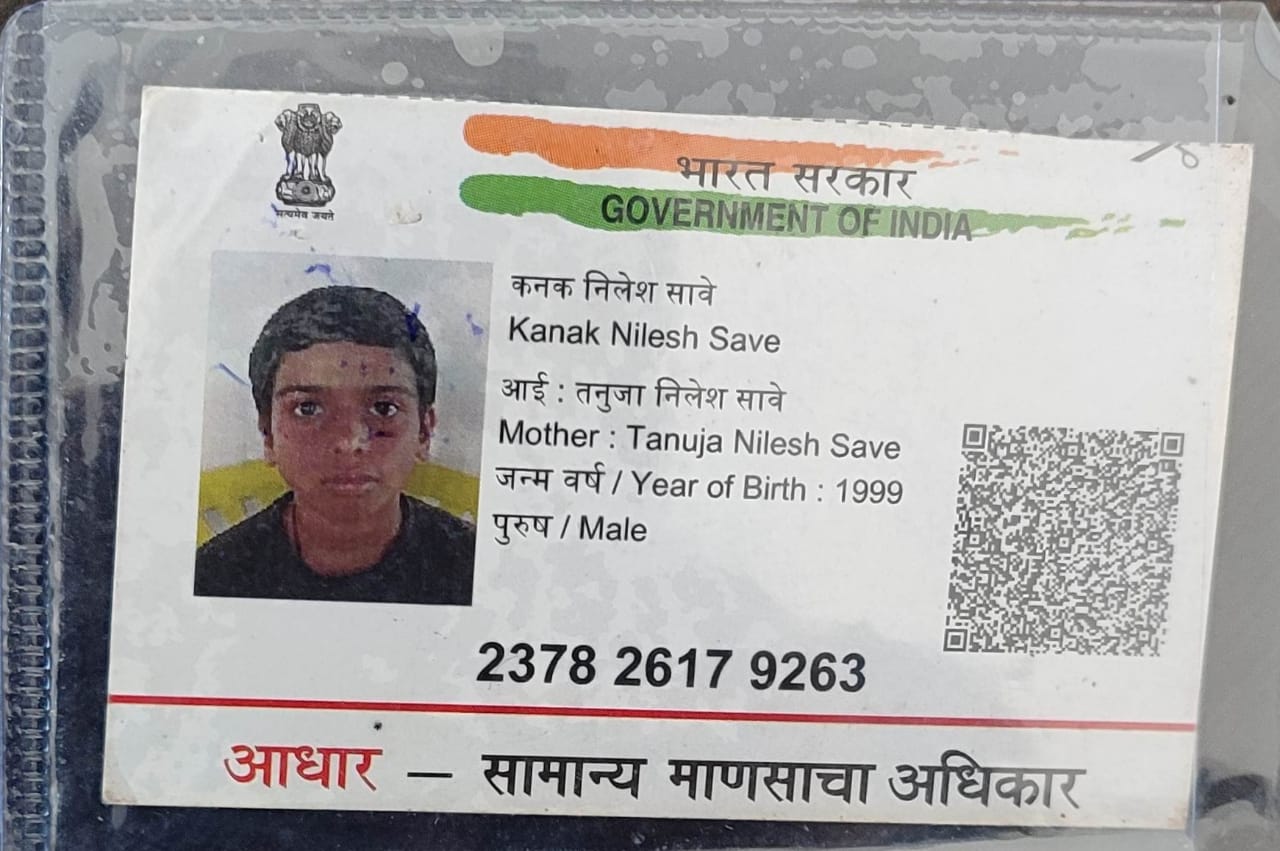 सत्यमेव जयते
भारत सरकार
GOVERNMENT OF INDIA
कनक निलेश सावे
Kanak Nilesh Save
आई : तनुजा निलेश सावे
Mother : Tanuja Nilesh Save
जन्म वर्ष / Year of Birth : 1999
पुरुष / Male
2378 2617 9263
आधार — सामान्य माणसाचा अधिकार